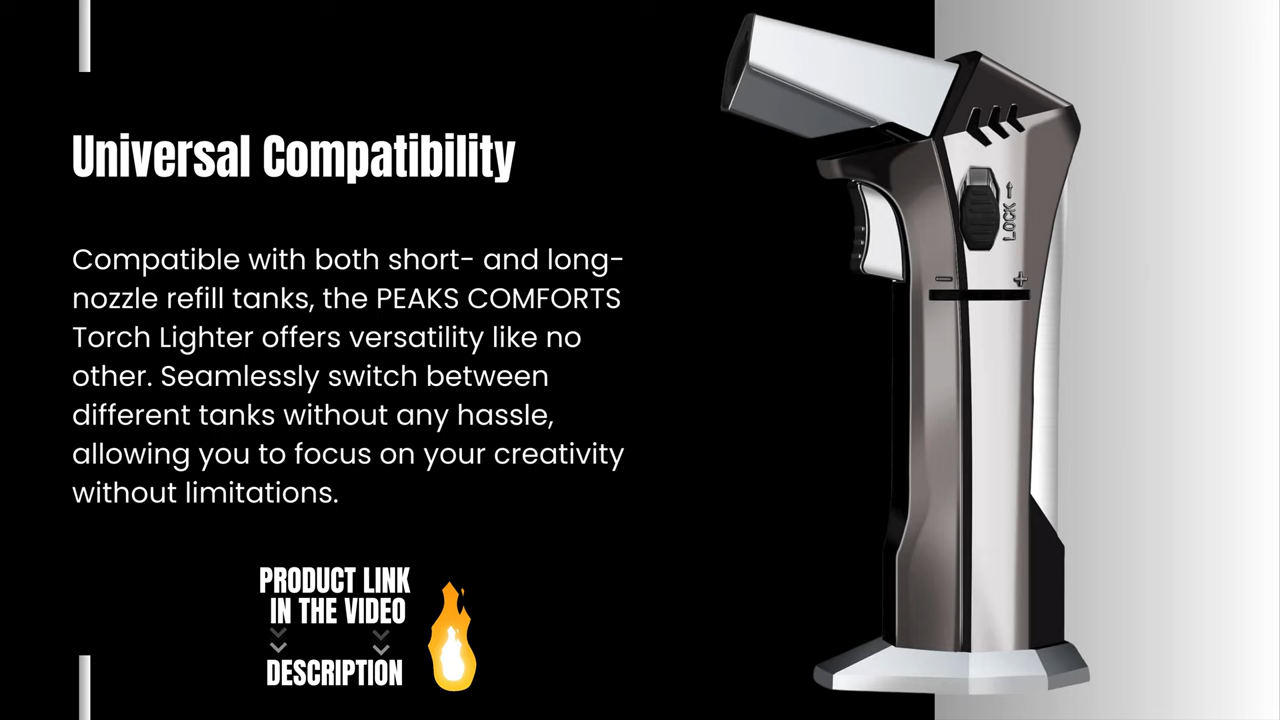 Universal Compatibility
Compatible with both short- and long-
nozzle refill tanks, the PEAKS COMFORTS
Torch Lighter offers versatility like no
other. Seamlessly switch between
different tanks without any hassle,
allowing you to focus on your creativity
without limitations.
PRODUCT LINK
IN THE VIDEO
DESCRIPTION
LOCK →
- +